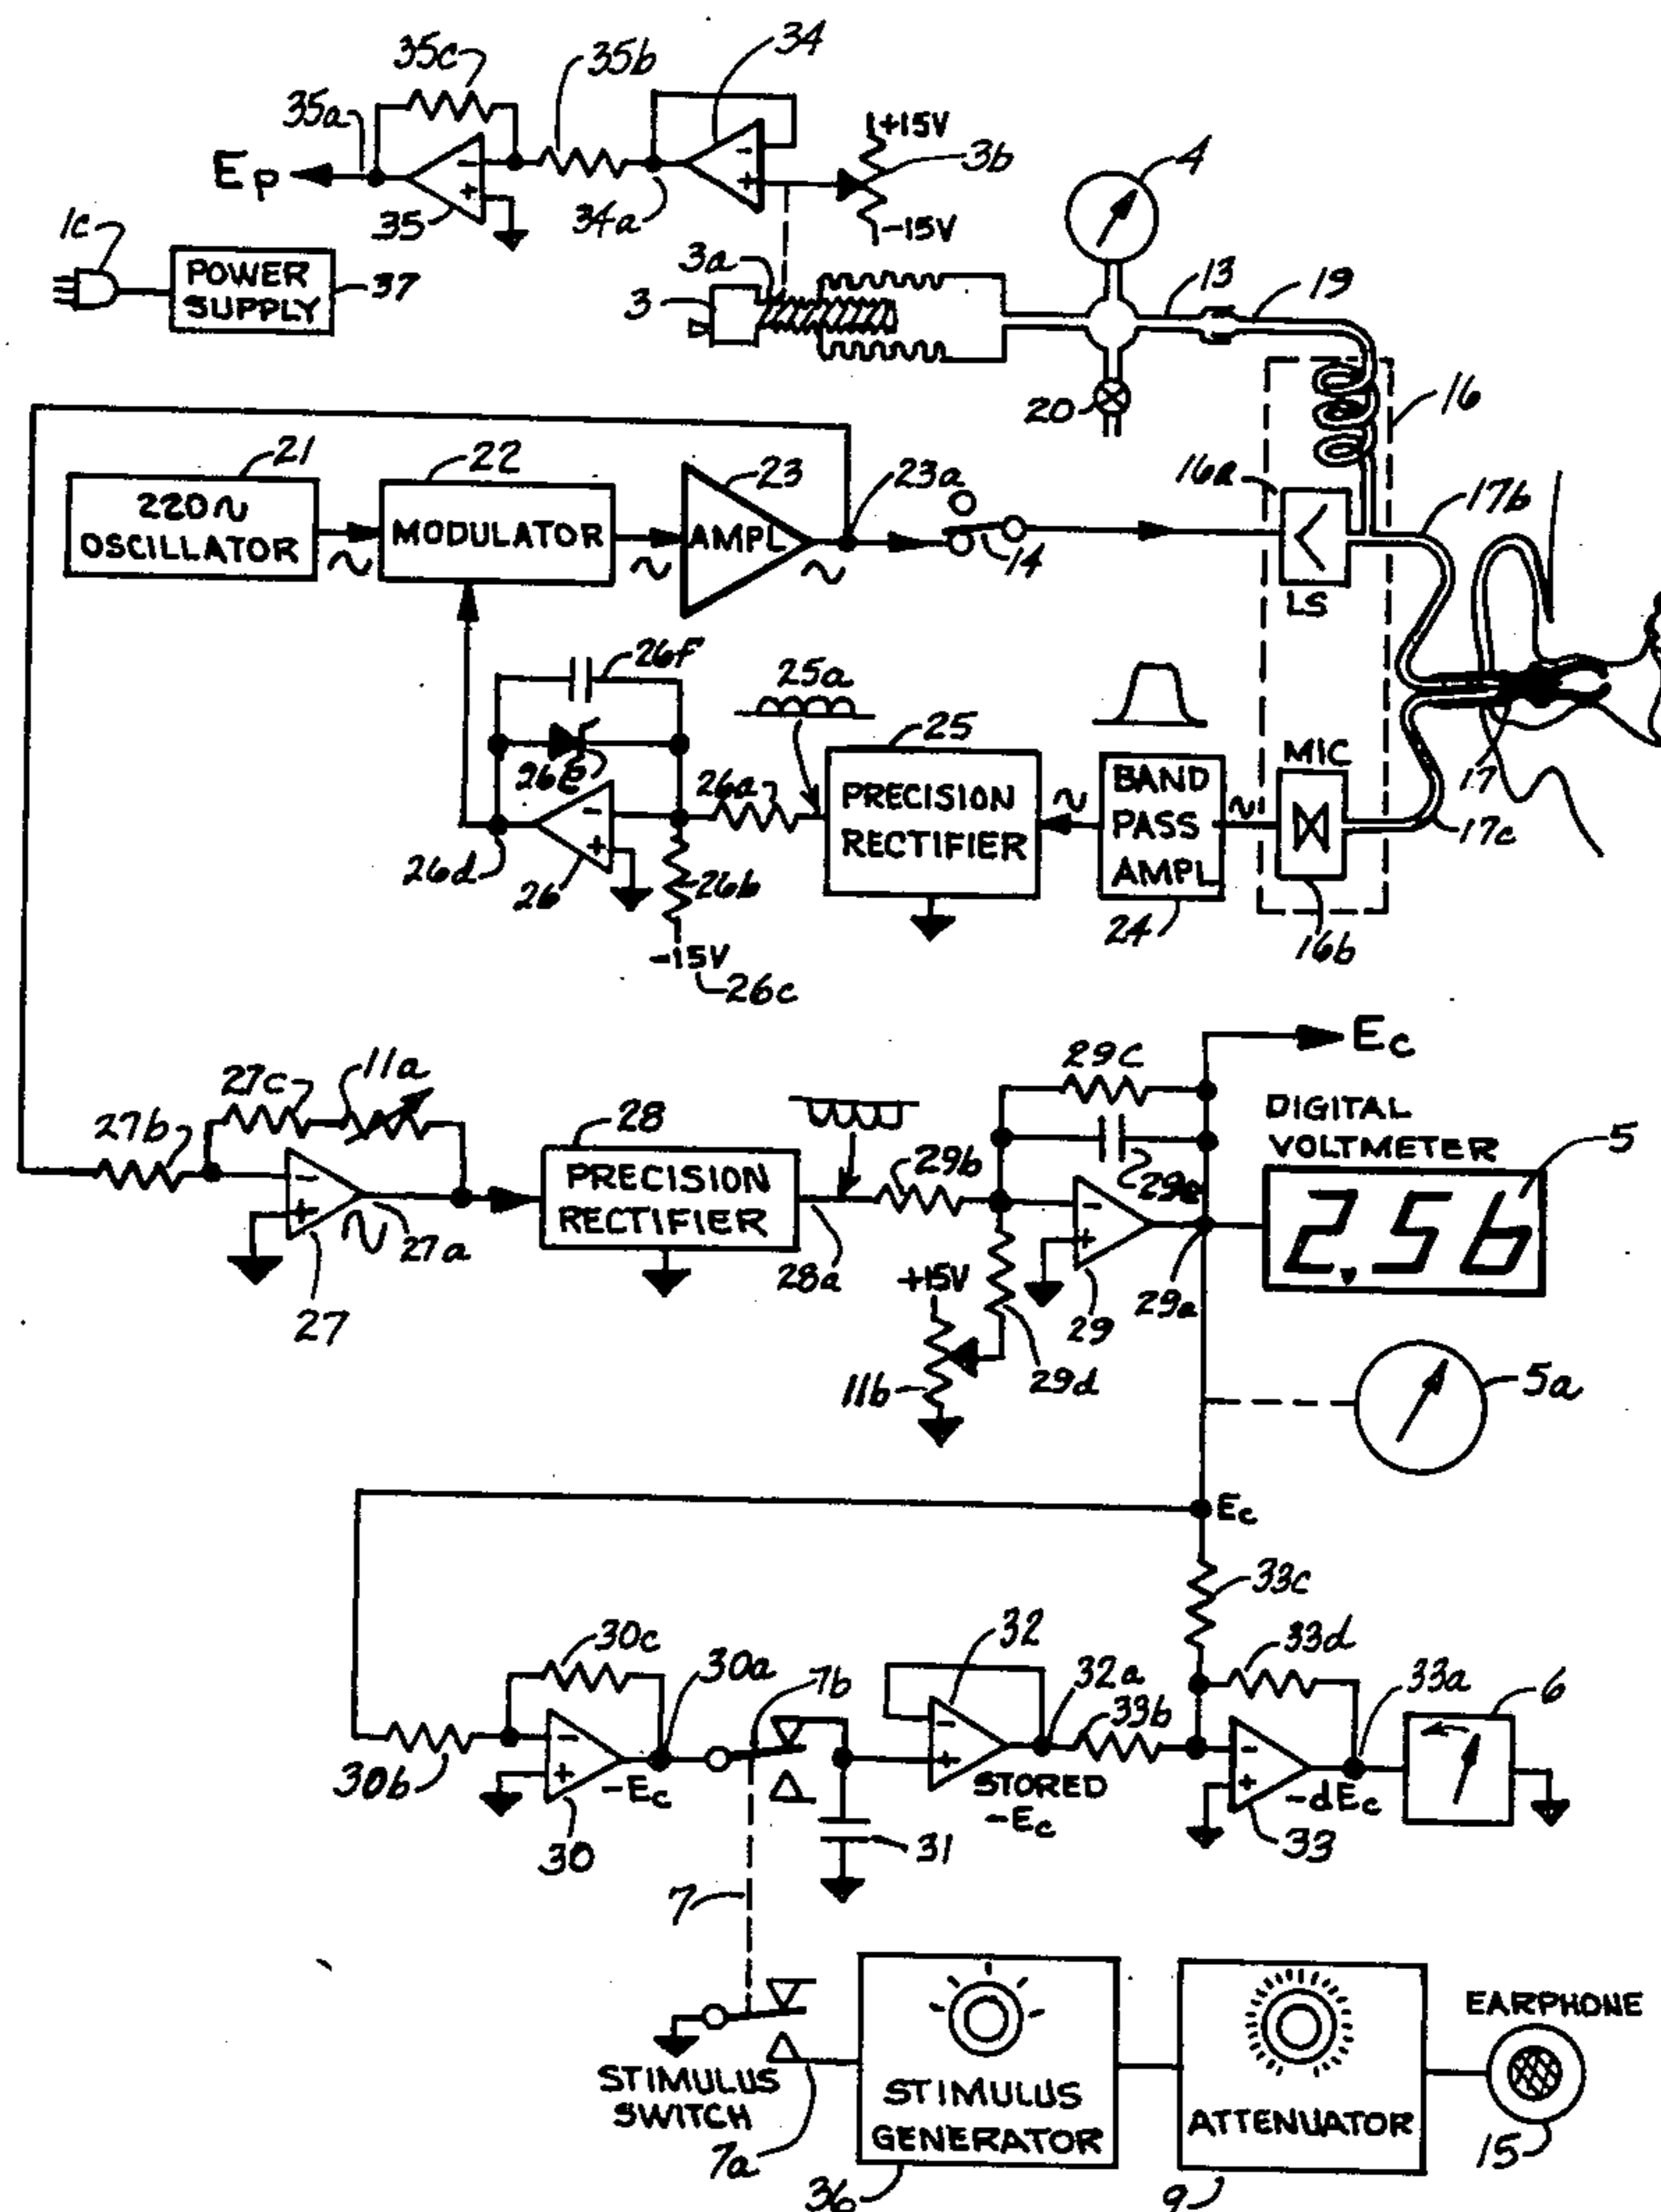 35c
35b
34
35a
+15V
3b
4
EP
35
34a
-15V
1c
POWER
SUPPLY
37
3a
3
13
19
20
16
21
22
23
23a
16a
17b
220~
OSCILLATOR
MODULATOR
AMPL
14
LS
26f
25a
25
MIC
26e
26a
PRECISION
RECTIFIER
BAND
PASS
AMPL
17
17c
26d
26
26b
24
16b
-15V
26c
Ec
27c
11a
29c
DIGITAL
VOLTMETER
5
27b
28
29b
29e
PRECISION
RECTIFIER
2.56
27a
28a
+15V
29a
27
29
11b
29d
5a
Ec
33c
30c
30a
7b
32
32a
33d
33a
6
33b
30b
-Ec
STORED
-Ec
-dEc
30
31
33
7
EARPHONE
STIMULUS
SWITCH
STIMULUS
GENERATOR
ATTENUATOR
7a
36
9
15